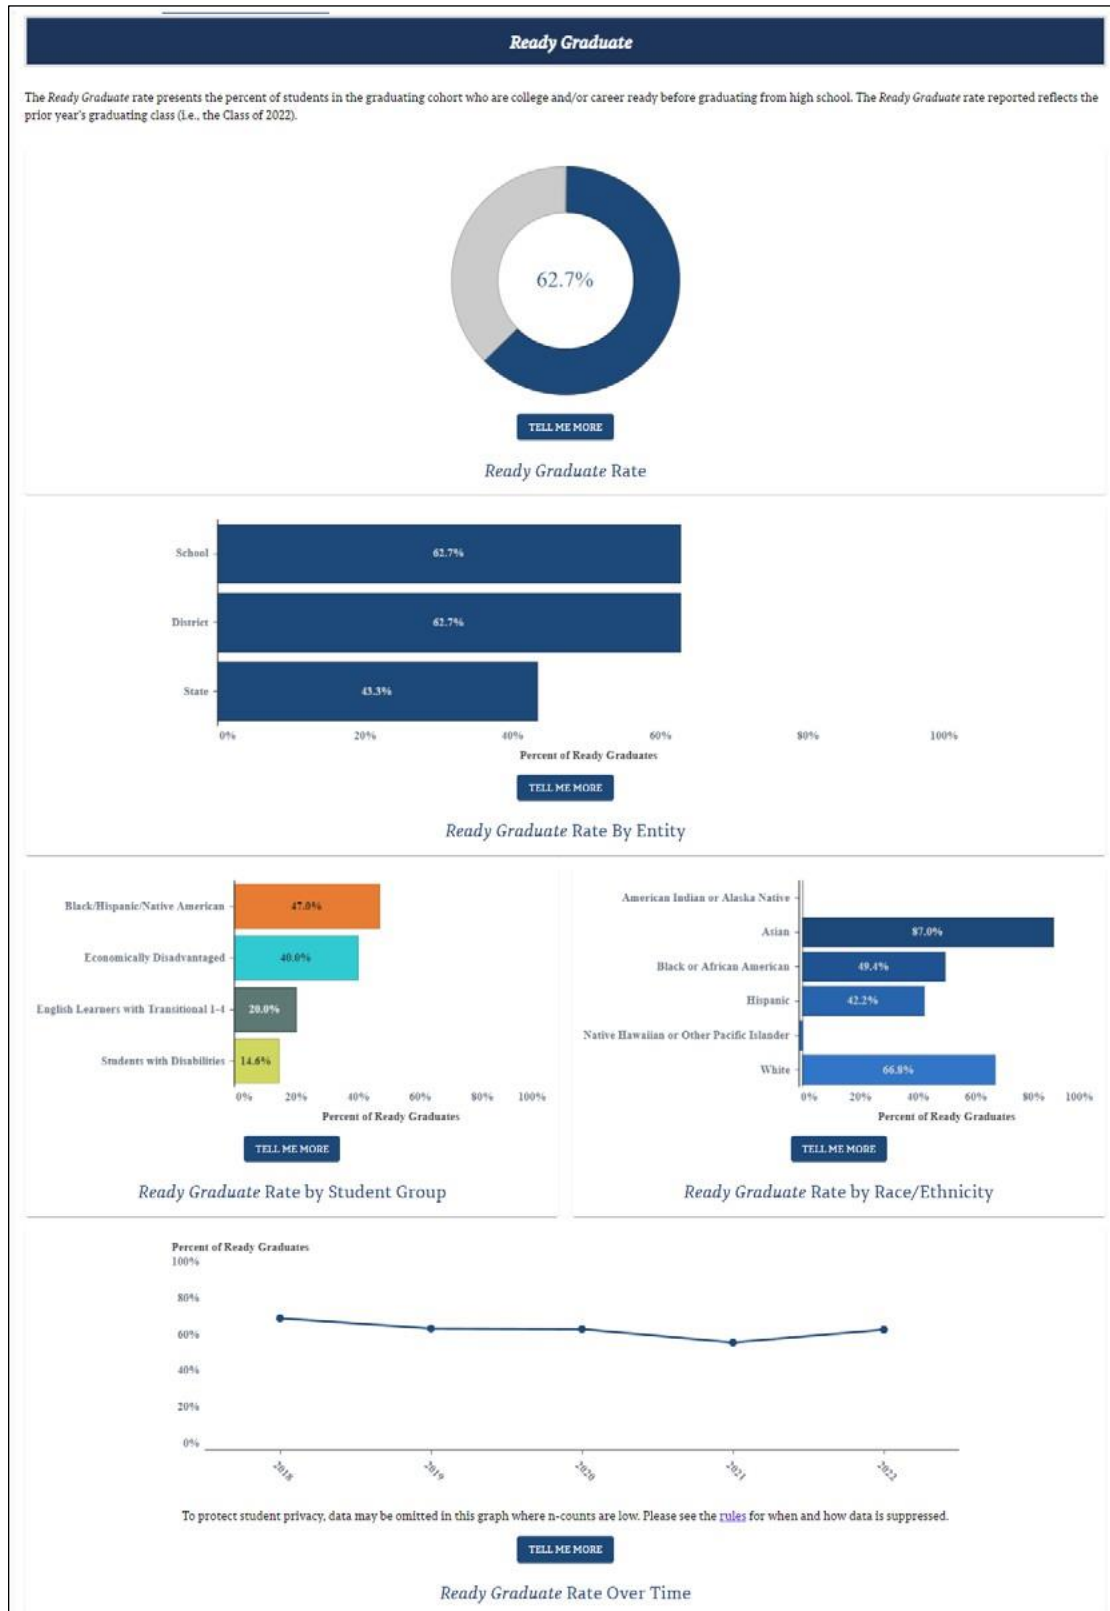 Ready Graduate
The Ready Graduate rate presents the percent of students in the graduating cohort who are college and/or career ready before graduating from high school. The Ready Graduate rate reported reflects the
prior year's graduating class (i.e., the Class of 2022).
62.7%
TELL ME MORE
Ready Graduate Rate
School
62.7%
District
62.7%
State
43.3%
0% 20% 40% 60% 80% 100%
Percent of Ready Graduates
TELL ME MORE
Ready Graduate Rate By Entity
Black/Hispanic/Native American
47.0%
Economically Disadvantaged
40.0%
English Learners with Transitional 1-4
20.0%
Students with Disabilities
14.6%
0% 20% 40% 60% 80% 100%
Percent of Ready Graduates
TELL ME MORE
Ready Graduate Rate by Student Group
American Indian or Alaska Native
Asian
87.0%
Black or African American
49.4%
Hispanic
42.2%
Native Hawaiian or Other Pacific Islander
White
66.8%
0% 20% 40% 60% 80% 100%
Percent of Ready Graduates
TELL ME MORE
Ready Graduate Rate by Race/Ethnicity
Percent of Ready Graduates
100%
80%
60%
40%
20%
0%
2018 2019 2020 2021 2022
To protect student privacy, data may be omitted in this graph where n-counts are low. Please see the rules for when and how data is suppressed.
TELL ME MORE
Ready Graduate Rate Over Time